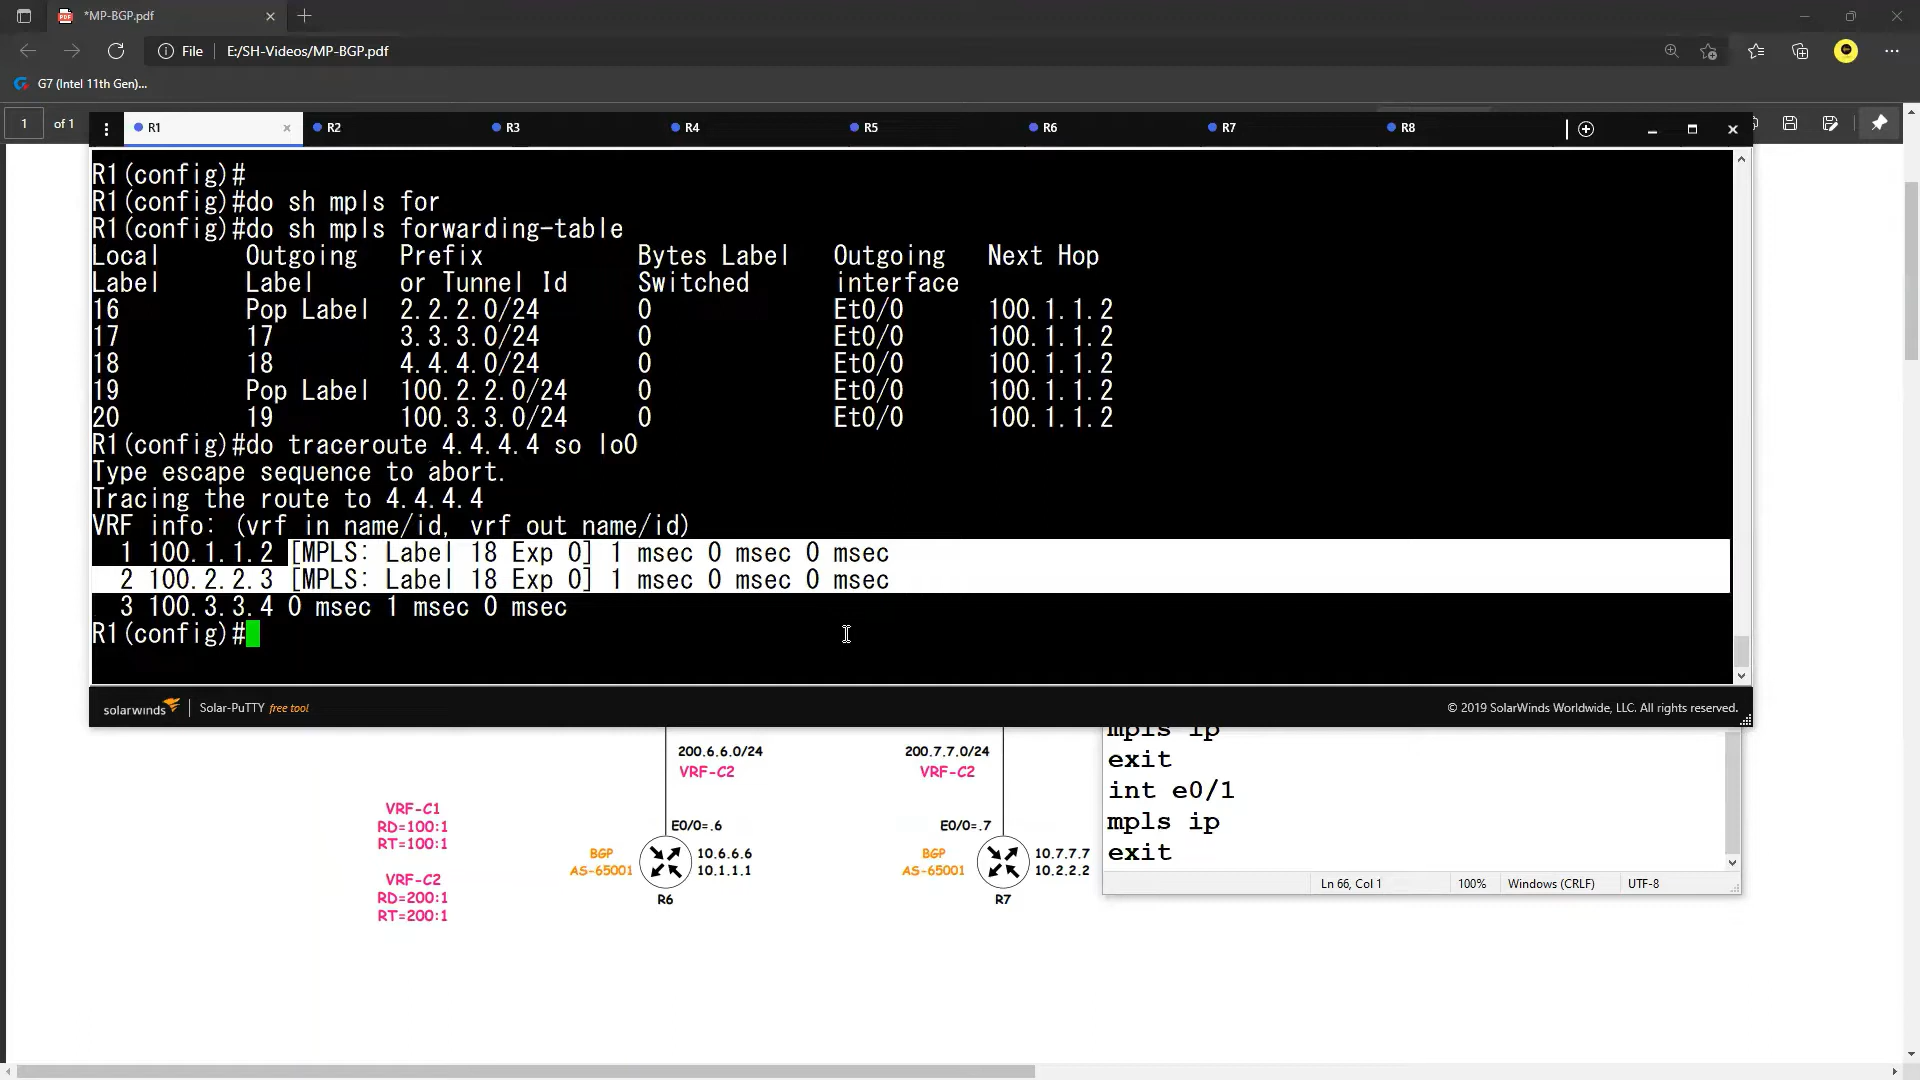 *MP-BGP.pdf
File
E:/SH-Videos/MP-BGP.pdf
G7 (Intel 11th Gen)...
1 of 1
R1 R2 R3 R4 R5 R6 R7 R8
R1(config)#
R1(config)#do sh mpls for
R1(config)#do sh mpls forwarding-table
Local Outgoing Prefix Bytes Label Outgoing Next Hop
Label Label or Tunnel Id Switched interface
16 Pop Label 2.2.2.0/24 0 Et0/0 100.1.1.2
17 17 3.3.3.0/24 0 Et0/0 100.1.1.2
18 18 4.4.4.0/24 0 Et0/0 100.1.1.2
19 Pop Label 100.2.2.0/24 0 Et0/0 100.1.1.2
20 19 100.3.3.0/24 0 Et0/0 100.1.1.2
R1(config)#do traceroute 4.4.4.4 so lo0
Type escape sequence to abort.
Tracing the route to 4.4.4.4
VRF info: (vrf in name/id, vrf out name/id)
1 100.1.1.2 [MPLS: Label 18 Exp 0] 1 msec 0 msec 0 msec
2 100.2.2.3 [MPLS: Label 18 Exp 0] 1 msec 0 msec 0 msec
3 100.3.3.4 0 msec 1 msec 0 msec
R1(config)#
solarwinds Solar-PuTTY free tool
© 2019 SolarWinds Worldwide, LLC. All rights reserved.
200.6.6.0/24
VRF-C2
200.7.7.0/24
VRF-C2
VRF-C1
RD=100:1
RT=100:1
VRF-C2
RD=200:1
RT=200:1
E0/0=.6
BGP
AS-65001
10.6.6.6
10.1.1.1
R6
E0/0=.7
BGP
AS-65001
10.7.7.7
10.2.2.2
R7
mpls ip
exit
int e0/1
mpls ip
exit
Ln 66, Col 1
100%
Windows (CRLF)
UTF-8